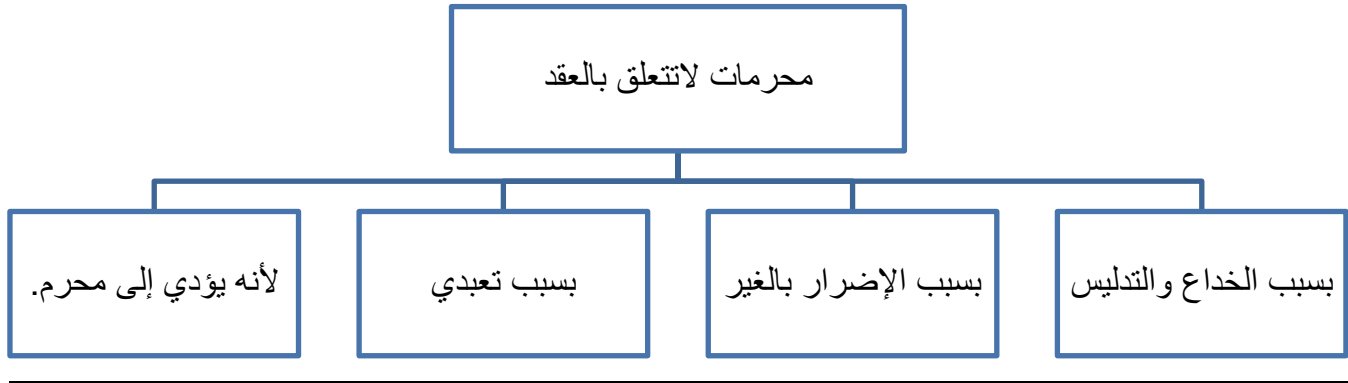 محرمات لاتتعلق بالعقد
بسبب الخداع والتدليس
بسبب الإضرار بالغير
بسبب تعبدي
لأنه يؤدي إلى محرم.